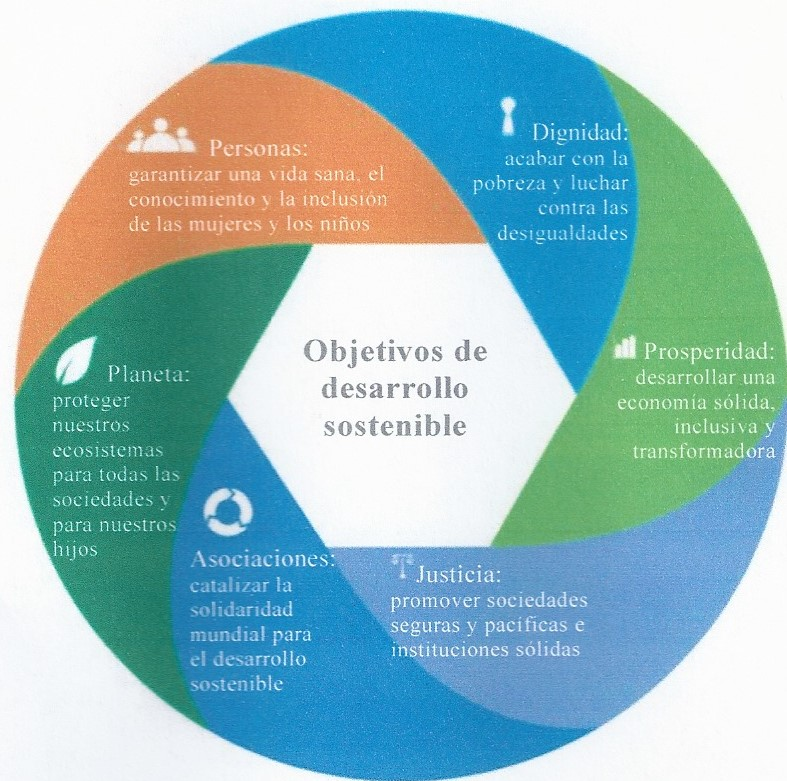 Objetivos de
desarrollo
sostenible
Dignidad:
acabar con la
pobreza y luchar
contra las
desigualdades
Prosperidad:
desarrollar una
economía sólida,
inclusiva y
transformadora
Justicia:
promover sociedades
seguras y pacíficas e
instituciones sólidas
Asociaciones:
catalizar la
solidaridad
mundial para
el desarrollo
sostenible
Planeta:
proteger
nuestros
ecosistemas
para todas las
sociedades y
para nuestros
hijos
Personas:
garantizar una vida sana, el
conocimiento y la inclusión
de las mujeres y los niños